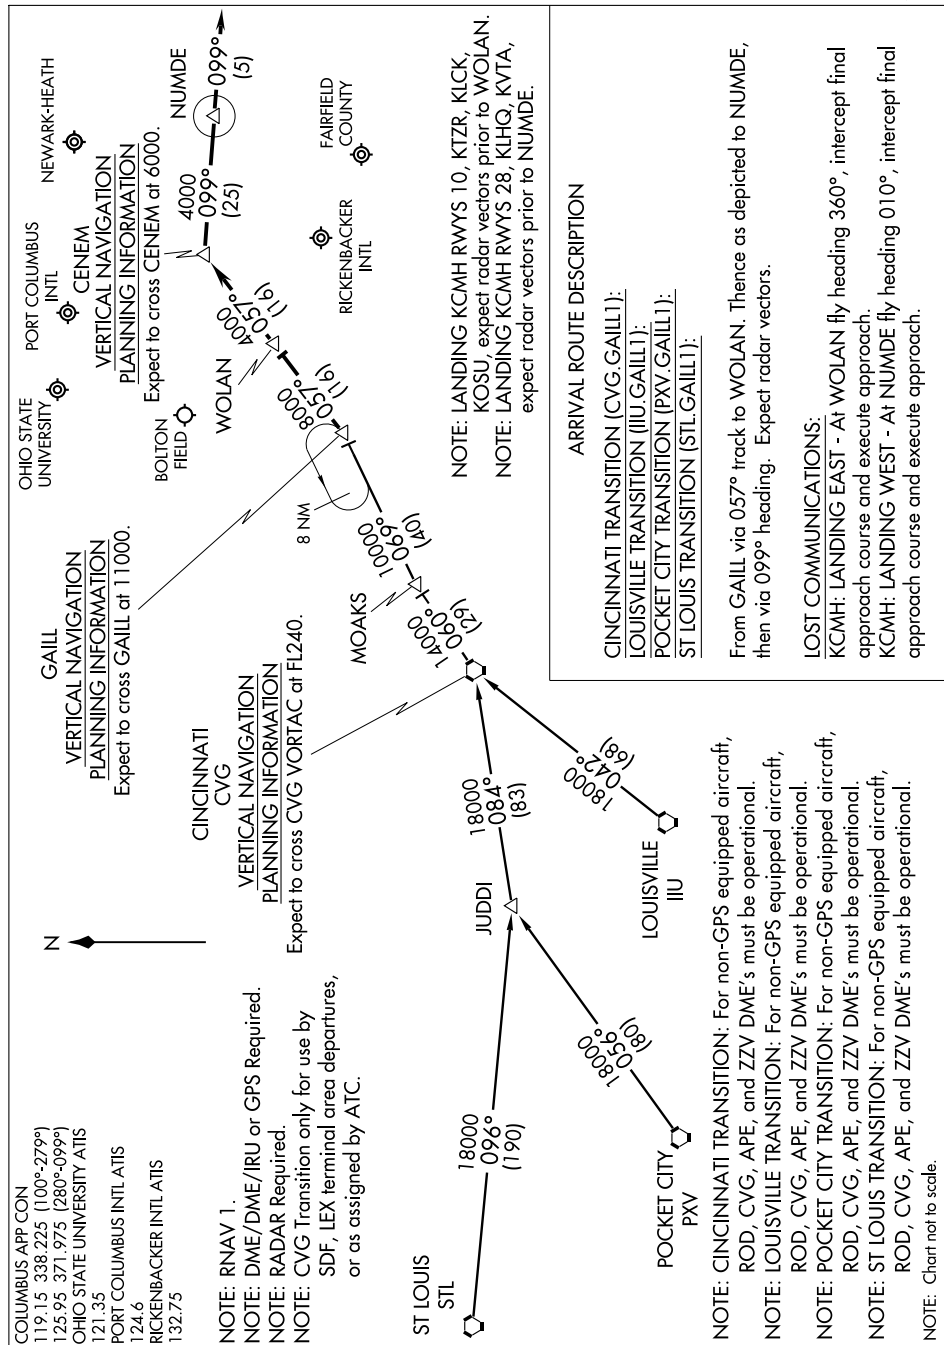 COLUMBUS APP CON
119.15 338.225 (100°-279°)
125.95 371.975 (280°-099°)
OHIO STATE UNIVERSITY ATIS
121.35
PORT COLUMBUS INTL ATIS
124.6
RICKENBACKER INTL ATIS
132.75
N
NOTE: RNAV 1.
NOTE: DME/DME/IRU or GPS Required.
NOTE: RADAR Required.
NOTE: CVG Transition only for use by
SDF, LEX terminal area departures,
or as assigned by ATC.
GAILL
VERTICAL NAVIGATION
PLANNING INFORMATION
Expect to cross GAILL at 11000.
CINCINNATI
CVG
VERTICAL NAVIGATION
PLANNING INFORMATION
Expect to cross CVG VORTAC at FL240.
OHIO STATE
UNIVERSITY
PORT COLUMBUS
INTL
NEWARK-HEATH
CENEM
VERTICAL NAVIGATION
PLANNING INFORMATION
Expect to cross CENEM at 6000.
BOLTON
FIELD
WOLAN
NUMDE
099°
(5)
4000
099°
(25)
4000
057°
(16)
8000
057°
(16)
8 NM
RICKENBACKER
INTL
FAIRFIELD
COUNTY
MOAKS
10000
069°
(40)
14000
060°
(29)
JUDDI
18000
084°
(83)
18000
042°
(68)
LOUISVILLE
IIU
ST LOUIS
STL
18000
096°
(190)
18000
056°
(80)
POCKET CITY
PXV
NOTE: LANDING KCMH RWYS 10, KTZR, KLCK,
KOSU, expect radar vectors prior to WOLAN.
NOTE: LANDING KCMH RWYS 28, KLHQ, KVTA,
expect radar vectors prior to NUMDE.
ARRIVAL ROUTE DESCRIPTION
CINCINNATI TRANSITION (CVG.GAILL1):
LOUISVILLE TRANSITION (IIU.GAILL1):
POCKET CITY TRANSITION (PXV.GAILL1):
ST LOUIS TRANSITION (STL.GAILL1):
From GAILL via 057° track to WOLAN. Thence as depicted to NUMDE,
then via 099° heading. Expect radar vectors.
LOST COMMUNICATIONS:
KCMH: LANDING EAST - At WOLAN fly heading 360°, intercept final
approach course and execute approach.
KCMH: LANDING WEST - At NUMDE fly heading 010°, intercept final
approach course and execute approach.
NOTE: CINCINNATI TRANSITION: For non-GPS equipped aircraft,
ROD, CVG, APE, and ZZV DME's must be operational.
NOTE: LOUISVILLE TRANSITION: For non-GPS equipped aircraft,
ROD, CVG, APE, and ZZV DME's must be operational.
NOTE: POCKET CITY TRANSITION: For non-GPS equipped aircraft,
ROD, CVG, APE, and ZZV DME's must be operational.
NOTE: ST LOUIS TRANSITION: For non-GPS equipped aircraft,
ROD, CVG, APE, and ZZV DME's must be operational.
NOTE: Chart not to scale.